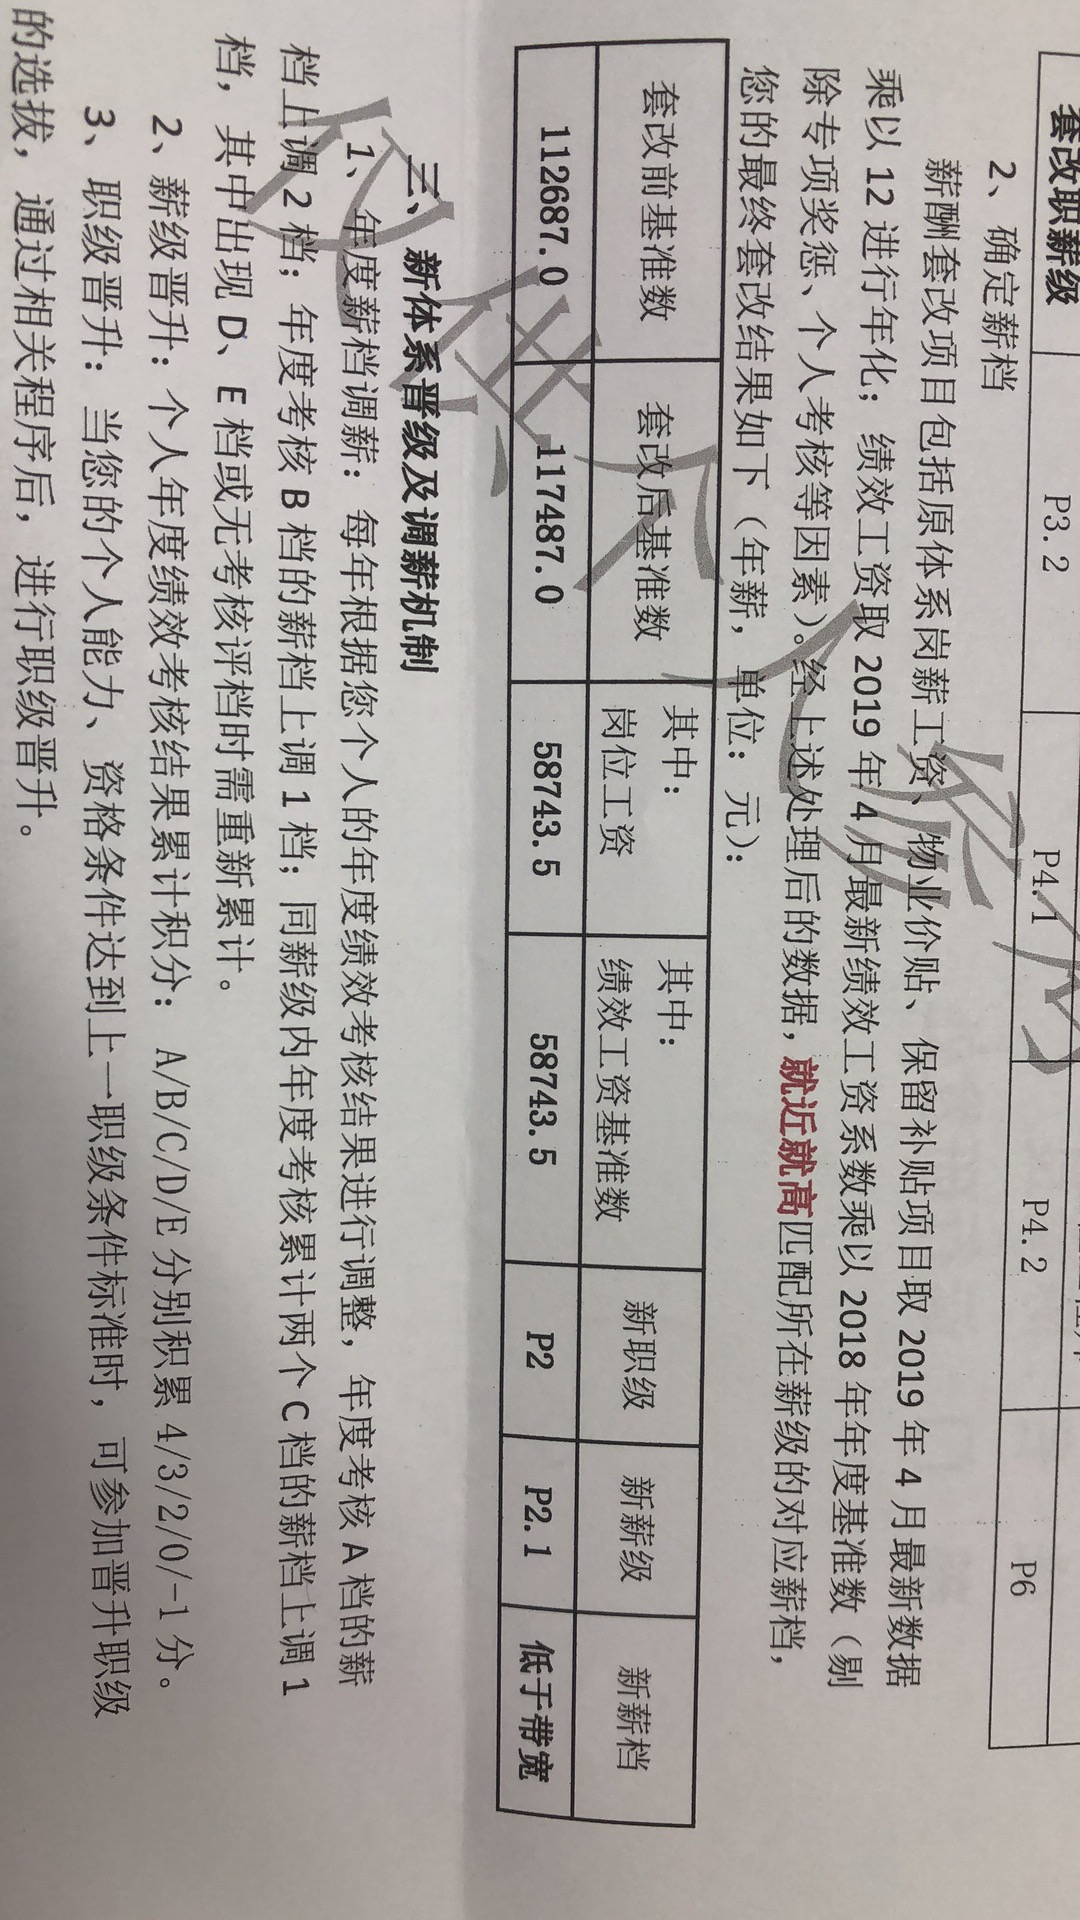 套改职薪级 P3.2 P4.1 P4.2 P6
2、确定新档
薪酬套改项目包括原体系岗薪工资、物业价贴、保留补贴项目取 2019 年 4 月最新数据
乘以 12 进行年化；绩效工资取 2019 年 4 月最新绩效工资系数乘以 2018 年年度基准数（剔
除专项奖惩、个人考核等因素）。经上述处理后的数据，就近就高匹配所在薪级的对应薪档，
您的最终套改结果如下（年薪，单位：元）：
套改前基准数 套改后基准数 其中：岗位工资 其中：绩效工资基准数 新职级 新薪级 新薪档
112687.0 117487.0 58743.5 58743.5 P2 P2.1 低于带宽
三、新体系晋级及调薪机制
1、年度薪档调薪：每年根据您个人的年度绩效考核结果进行调整，年度考核 A 档的薪
档上调 2 档；年度考核 B 档的薪档上调 1 档；同薪级内年度考核累计两个 C 档的薪档上调 1
档，其中出现 D、E 档或无考核评档时需重新累计。
2、薪级晋升：个人年度绩效考核结果累计积分：A/B/C/D/E 分别积累 4/3/2/0/-1 分。
3、职级晋升：当您的个人能力、资格条件达到上一职级条件标准时，可参加晋升职级
的选拔，通过相关程序后，进行职级晋升。